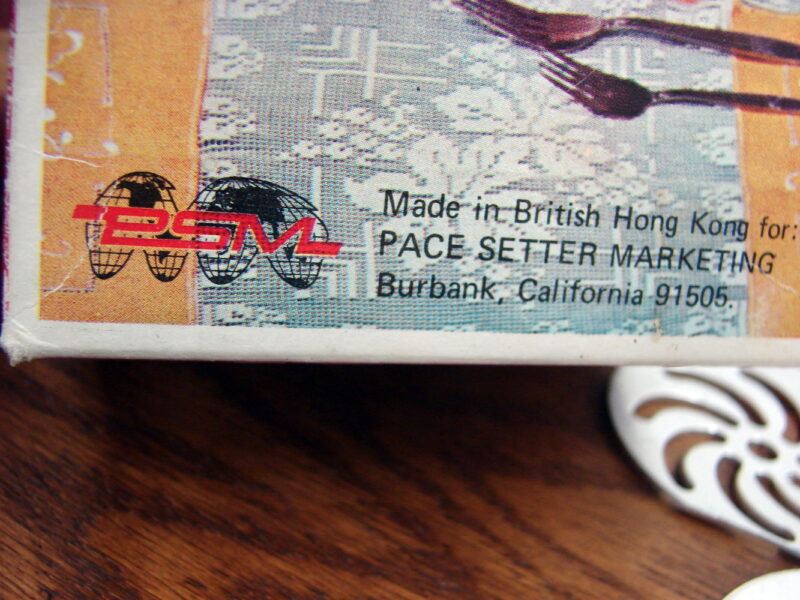 PSM
Made in British Hong Kong for:
PACE SETTER MARKETING
Burbank, California 91505.